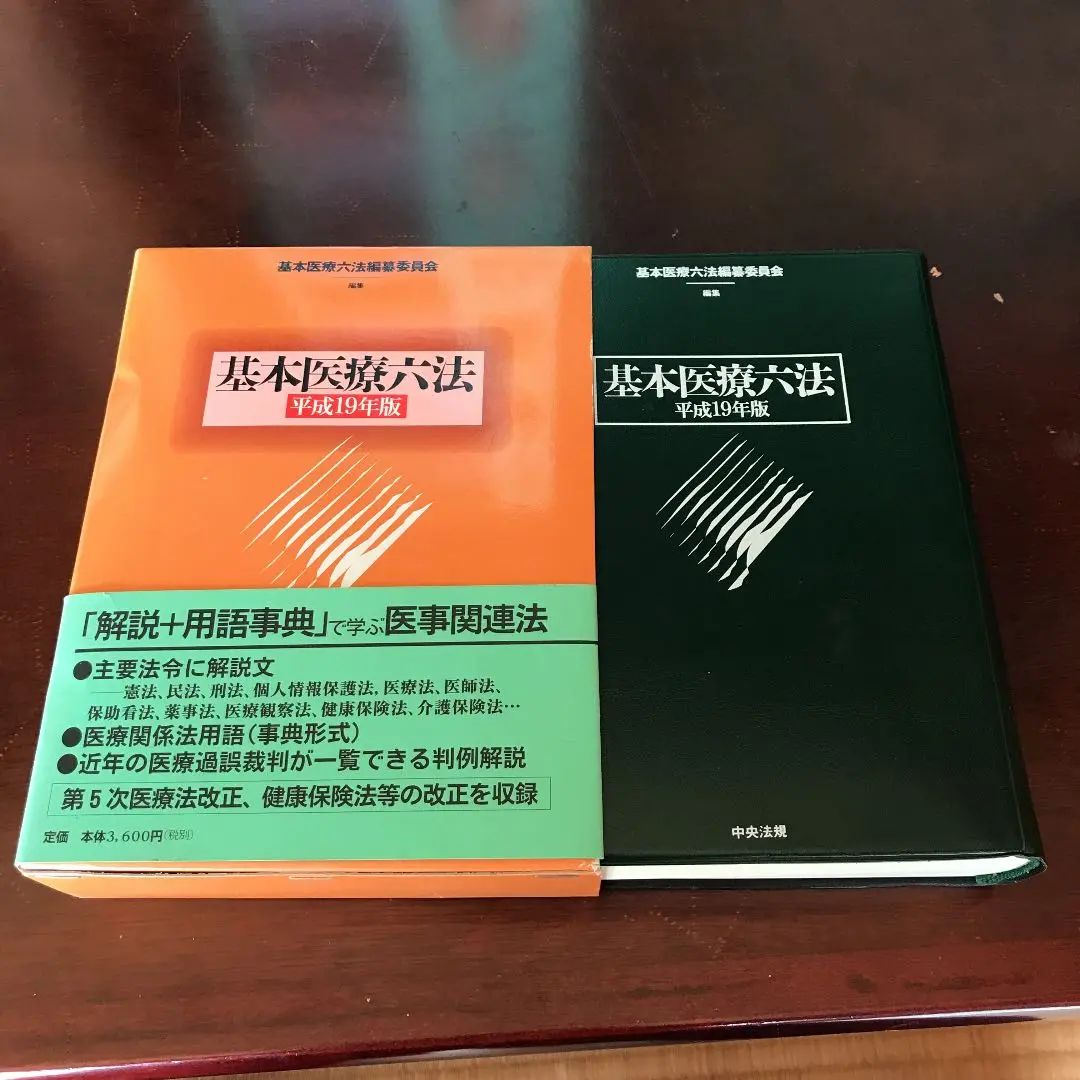 基本医療六法編纂委員会
編集
基本医療六法
平成19年版
「解説+用語事典」で学ぶ医事関連法
●主要法令に解説文
──憲法、民法、刑法、個人情報保護法、医療法、医師法、
保助看法、薬事法、医療観察法、健康保険法、介護保険法…
●医療関係法用語（事典形式）
●近年の医療過誤裁判が一覧できる判例解説
第5次医療法改正、健康保険法等の改正を収録
定価 本体3,600円（税別）
基本医療六法編纂委員会
編集
基本医療六法
平成19年版
中央法規